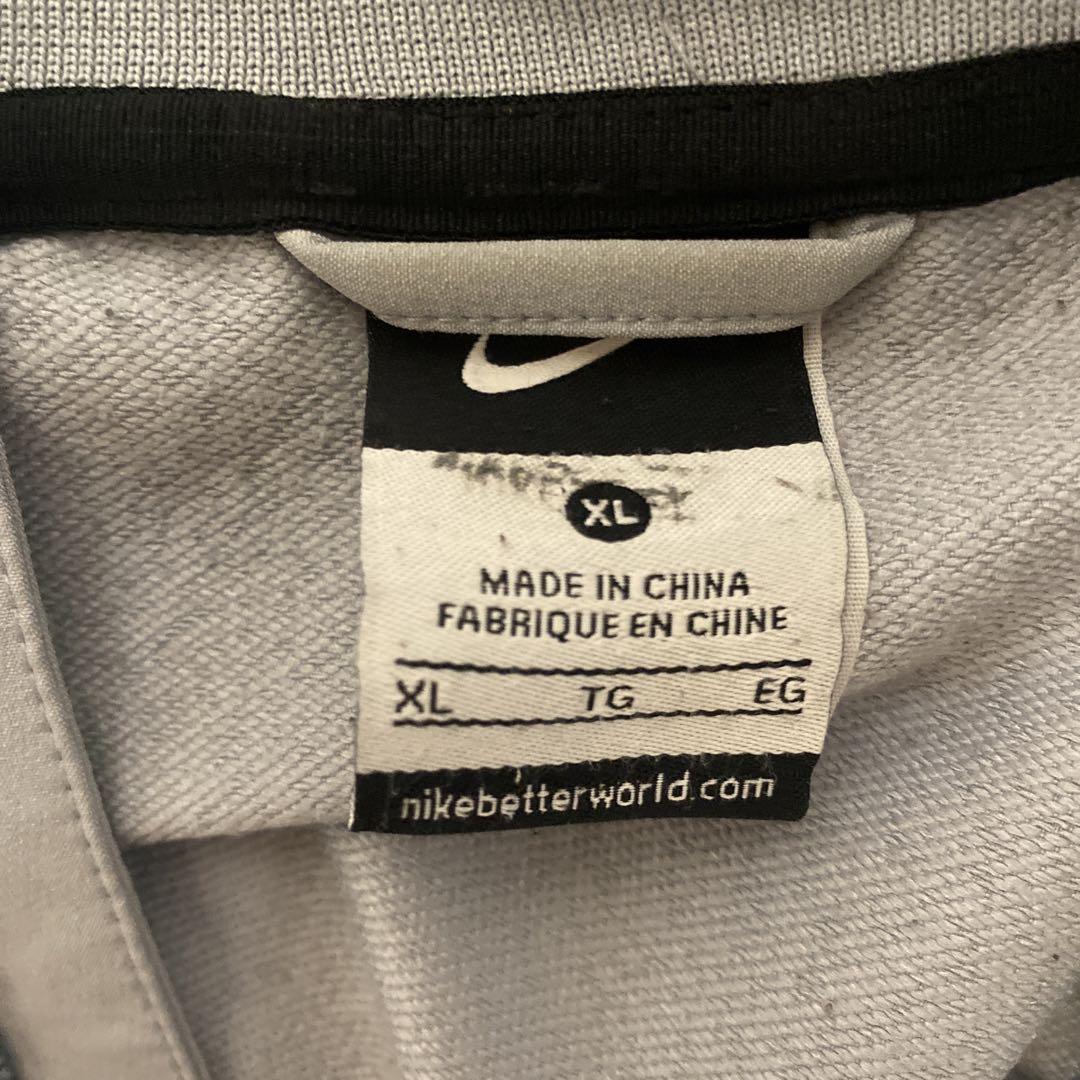 XL
MADE IN CHINA
FABRIQUE EN CHINE
XL TG EG
nikebetterworld.com